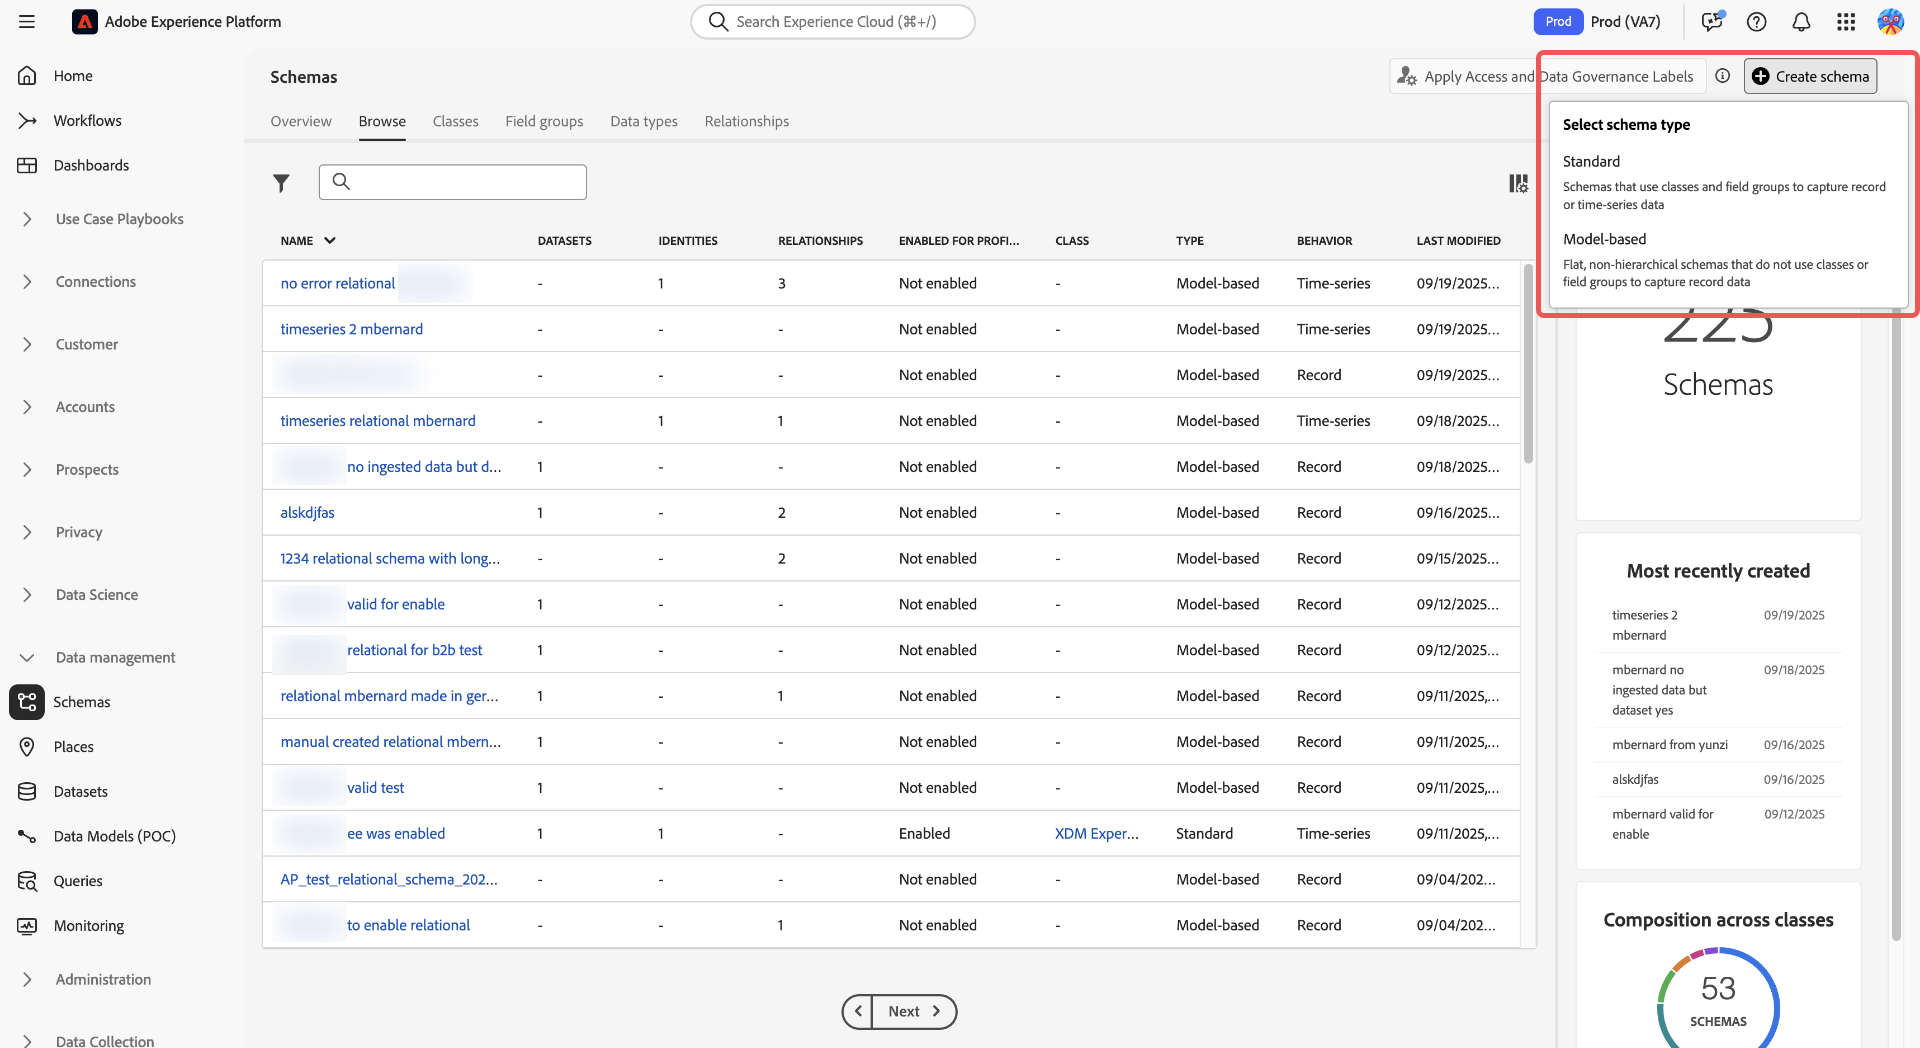 Adobe Experience Platform
Search Experience Cloud (⌘+/)
Prod
Prod (VA7)
Home
Workflows
Dashboards
Use Case Playbooks
Connections
Customer
Accounts
Prospects
Privacy
Data Science
Data management
Schemas
Places
Datasets
Data Models (POC)
Queries
Monitoring
Administration
Data Collection
Schemas
Apply Access and Data Governance Labels
Create schema
Overview Browse Classes Field groups Data types Relationships
Select schema type
Standard
Schemas that use classes and field groups to capture record
or time-series data
Model-based
Flat, non-hierarchical schemas that do not use classes or
field groups to capture record data
NAME DATASETS IDENTITIES RELATIONSHIPS ENABLED FOR PROFI... CLASS TYPE BEHAVIOR LAST MODIFIED
no error relational - 1 3 Not enabled - Model-based Time-series 09/19/2025...
timeseries 2 mbernard - - - Not enabled - Model-based Time-series 09/19/2025...
- - - Not enabled - Model-based Record 09/19/2025...
timeseries relational mbernard - 1 1 Not enabled - Model-based Time-series 09/18/2025...
no ingested data but d... 1 - - Not enabled - Model-based Record 09/18/2025...
alskdjfas 1 - 2 Not enabled - Model-based Record 09/16/2025...
1234 relational schema with long... - - 2 Not enabled - Model-based Record 09/15/2025...
valid for enable 1 - - Not enabled - Model-based Record 09/12/2025...
relational for b2b test 1 - - Not enabled - Model-based Record 09/12/2025...
relational mbernard made in ger... 1 - 1 Not enabled - Model-based Record 09/11/2025,...
manual created relational mbern... 1 - - Not enabled - Model-based Record 09/11/2025,...
valid test 1 - - Not enabled - Model-based Record 09/11/2025,...
ee was enabled 1 1 - Enabled XDM Exper... Standard Time-series 09/11/2025,...
AP_test_relational_schema_202... - - - Not enabled - Model-based Record 09/04/202...
to enable relational - - 1 Not enabled - Model-based Record 09/04/202...
Next
225
Schemas
Most recently created
timeseries 2
mbernard
09/19/2025
mbernard no
ingested data but
dataset yes
09/18/2025
mbernard from yunzi 09/16/2025
alskdjfas 09/16/2025
mbernard valid for
enable
09/12/2025
Composition across classes
53
SCHEMAS